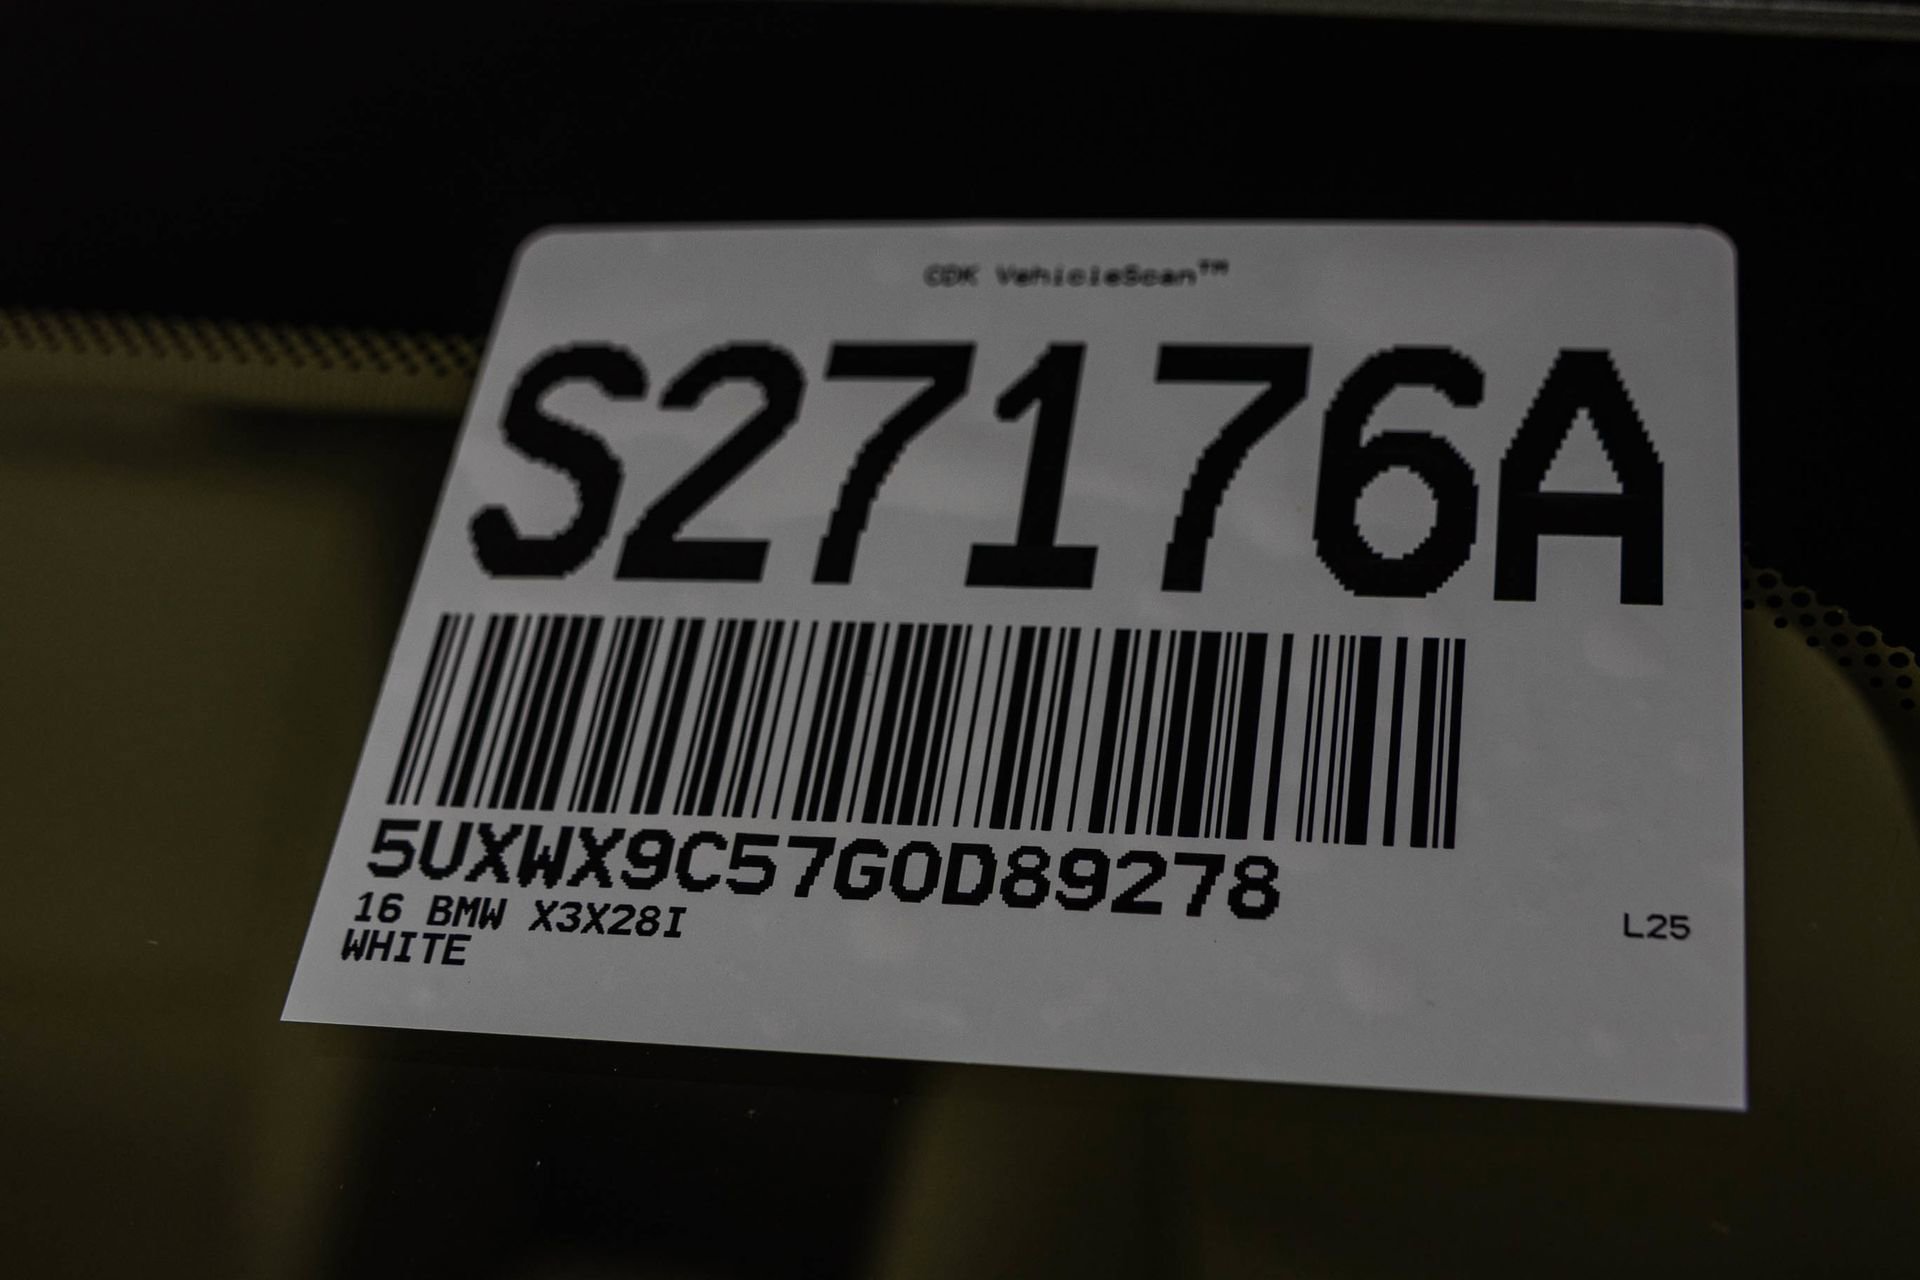 CDK VehicleScan™
S27176A
5UXWX9C57G0D89278
16 BMW X3X28I
WHITE
L25